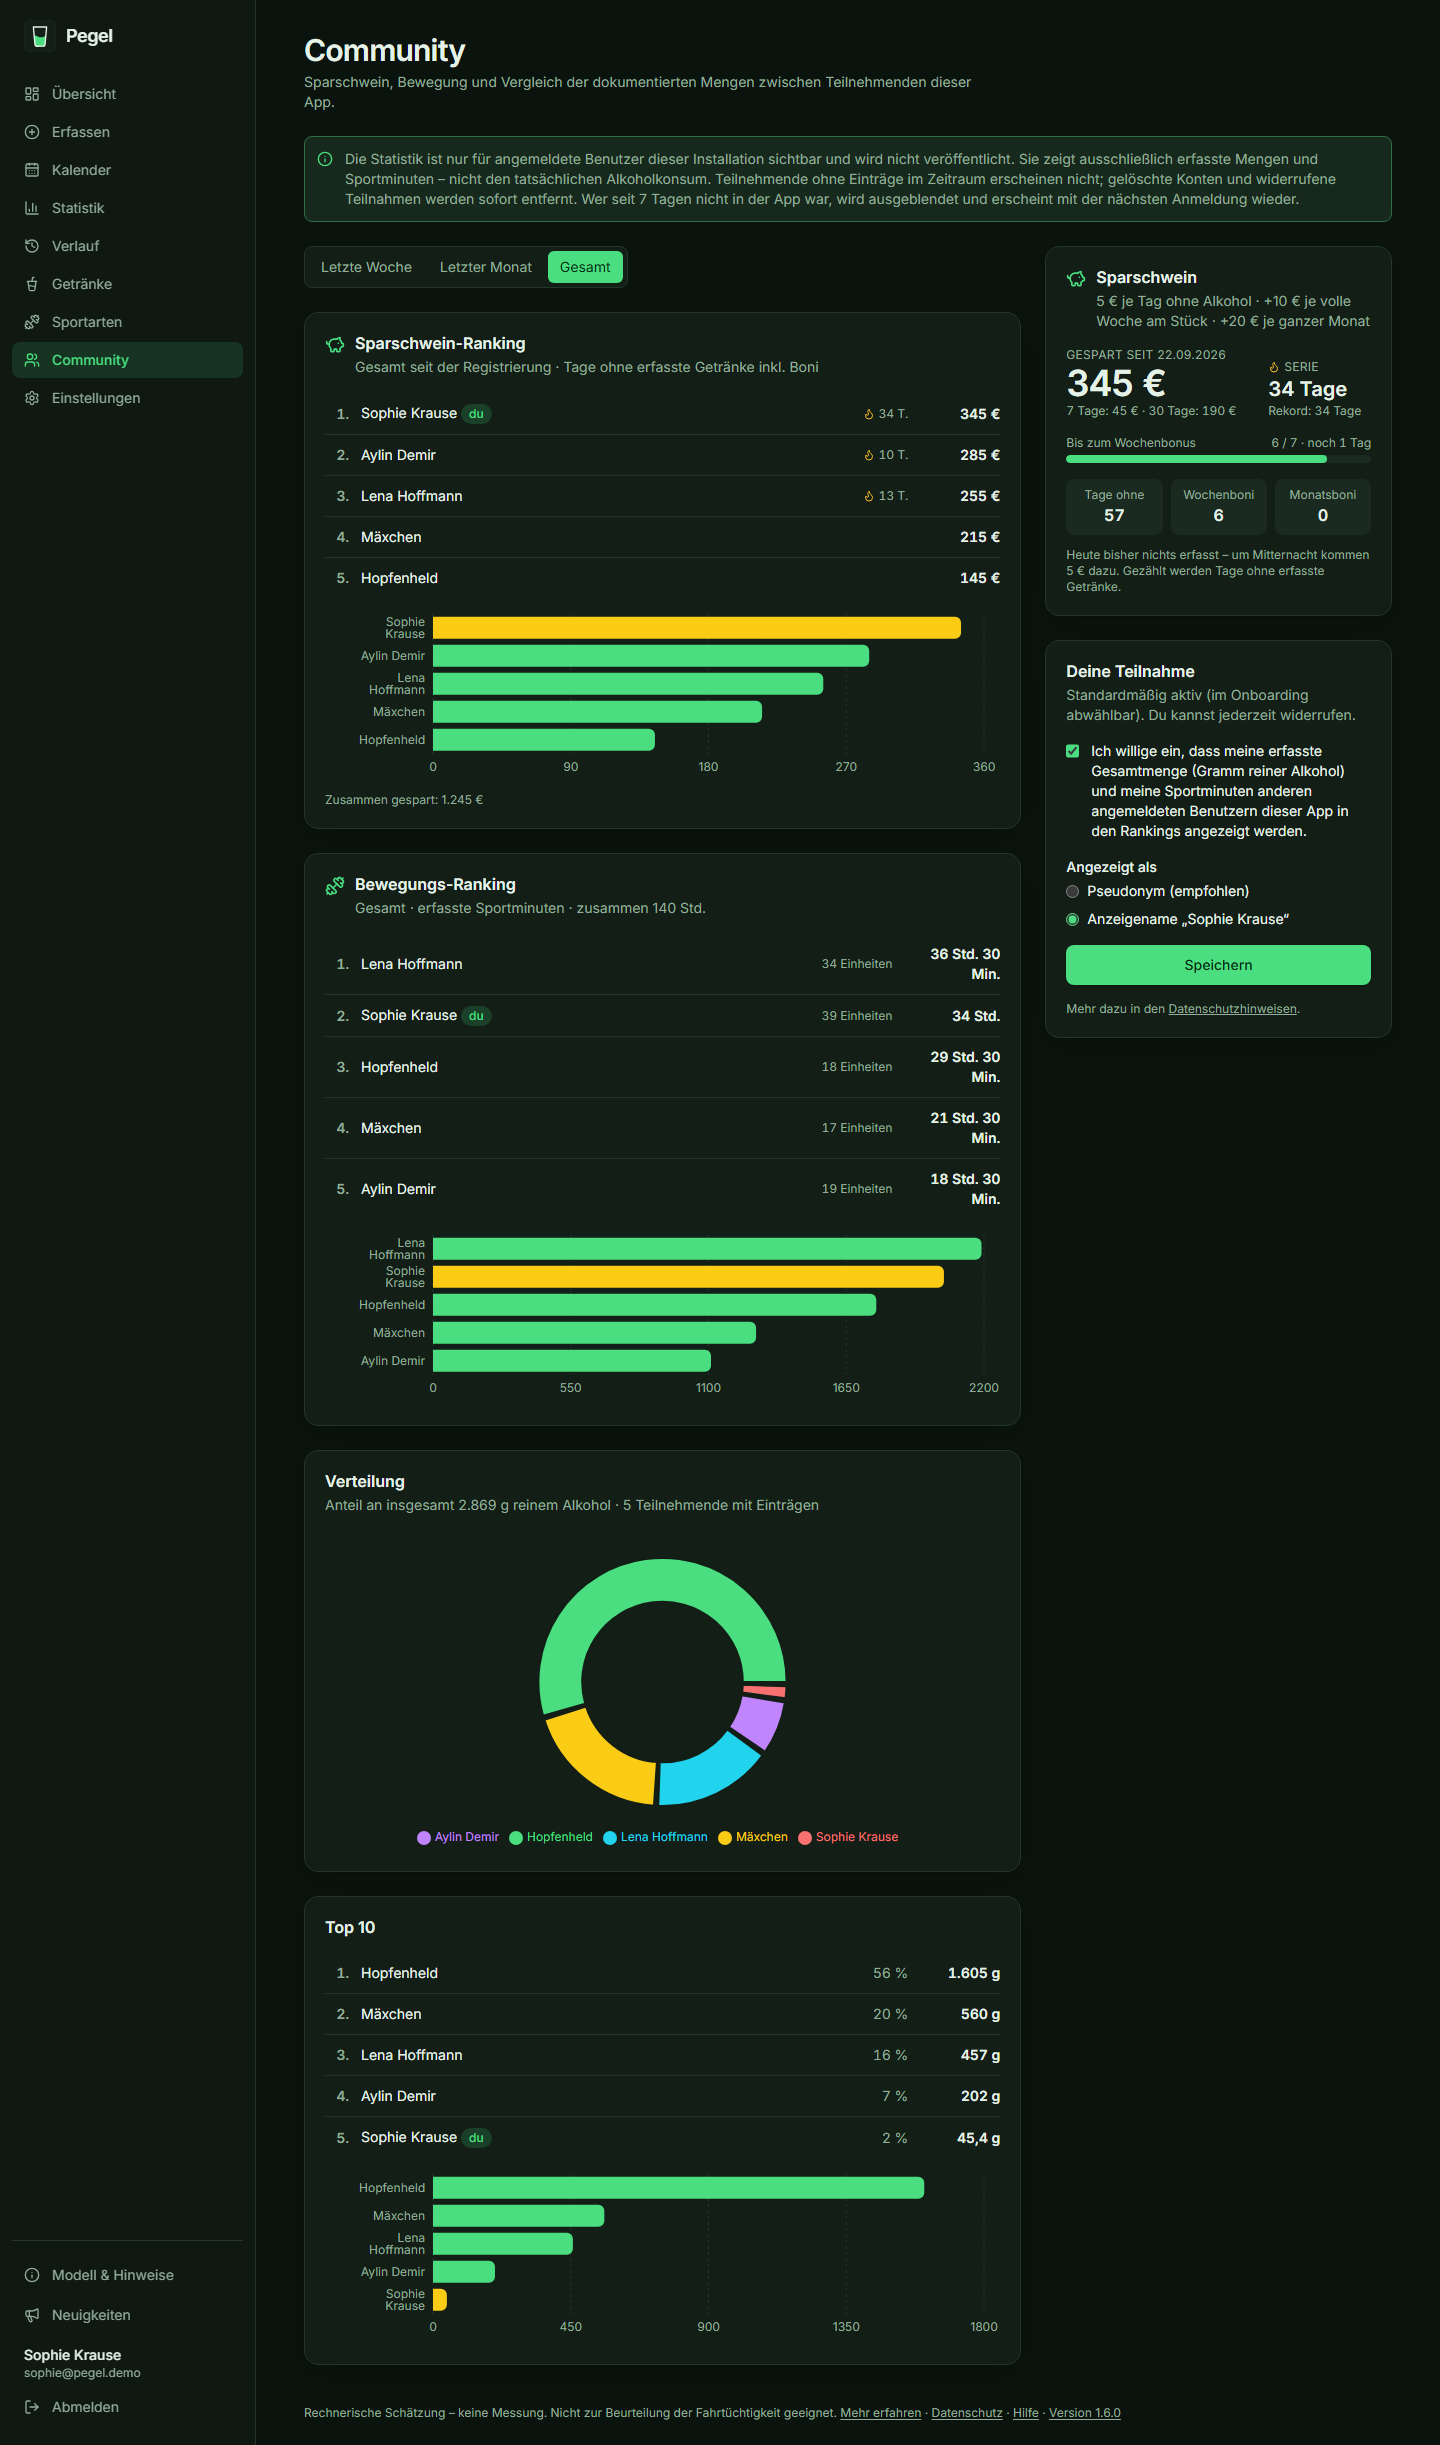 Pegel
Übersicht
Erfassen
Kalender
Statistik
Verlauf
Getränke
Sportarten
Community
Einstellungen
Modell & Hinweise
Neuigkeiten
Sophie Krause
sophie@pegel.demo
Abmelden
Community
Sparschwein, Bewegung und Vergleich der dokumentierten Mengen zwischen Teilnehmenden dieser
App.
Die Statistik ist nur für angemeldete Benutzer dieser Installation sichtbar und wird nicht veröffentlicht. Sie zeigt ausschließlich erfasste Mengen und
Sportminuten – nicht den tatsächlichen Alkoholkonsum. Teilnehmende ohne Einträge im Zeitraum erscheinen nicht; gelöschte Konten und widerrufene
Teilnahmen werden sofort entfernt. Wer seit 7 Tagen nicht in der App war, wird ausgeblendet und erscheint mit der nächsten Anmeldung wieder.
Letzte Woche Letzter Monat Gesamt
Sparschwein-Ranking
Gesamt seit der Registrierung · Tage ohne erfasste Getränke inkl. Boni
1. Sophie Krause du 34 T. 345 €
2. Aylin Demir 10 T. 285 €
3. Lena Hoffmann 13 T. 255 €
4. Mäxchen 215 €
5. Hopfenheld 145 €
Sophie
Krause
Aylin Demir
Lena
Hoffmann
Mäxchen
Hopfenheld
0 90 180 270 360
Zusammen gespart: 1.245 €
Bewegungs-Ranking
Gesamt · erfasste Sportminuten · zusammen 140 Std.
1. Lena Hoffmann 34 Einheiten 36 Std. 30
Min.
2. Sophie Krause du 39 Einheiten 34 Std.
3. Hopfenheld 18 Einheiten 29 Std. 30
Min.
4. Mäxchen 17 Einheiten 21 Std. 30
Min.
5. Aylin Demir 19 Einheiten 18 Std. 30
Min.
Lena
Hoffmann
Sophie
Krause
Hopfenheld
Mäxchen
Aylin Demir
0 550 1100 1650 2200
Verteilung
Anteil an insgesamt 2.869 g reinem Alkohol · 5 Teilnehmende mit Einträgen
Aylin Demir Hopfenheld Lena Hoffmann Mäxchen Sophie Krause
Top 10
1. Hopfenheld 56 % 1.605 g
2. Mäxchen 20 % 560 g
3. Lena Hoffmann 16 % 457 g
4. Aylin Demir 7 % 202 g
5. Sophie Krause du 2 % 45,4 g
Hopfenheld
Mäxchen
Lena
Hoffmann
Aylin Demir
Sophie
Krause
0 450 900 1350 1800
Sparschwein
5 € je Tag ohne Alkohol · +10 € je volle
Woche am Stück · +20 € je ganzer Monat
GESPART SEIT 22.09.2026
345 €
7 Tage: 45 € · 30 Tage: 190 €
SERIE
34 Tage
Rekord: 34 Tage
Bis zum Wochenbonus 6 / 7 · noch 1 Tag
Tage ohne
57
Wochenboni
6
Monatsboni
0
Heute bisher nichts erfasst – um Mitternacht kommen
5 € dazu. Gezählt werden Tage ohne erfasste
Getränke.
Deine Teilnahme
Standardmäßig aktiv (im Onboarding
abwählbar). Du kannst jederzeit widerrufen.
Ich willige ein, dass meine erfasste
Gesamtmenge (Gramm reiner Alkohol)
und meine Sportminuten anderen
angemeldeten Benutzern dieser App in
den Rankings angezeigt werden.
Angezeigt als
Pseudonym (empfohlen)
Anzeigename „Sophie Krause“
Speichern
Mehr dazu in den Datenschutzhinweisen.
Rechnerische Schätzung – keine Messung. Nicht zur Beurteilung der Fahrtüchtigkeit geeignet. Mehr erfahren · Datenschutz · Hilfe · Version 1.6.0